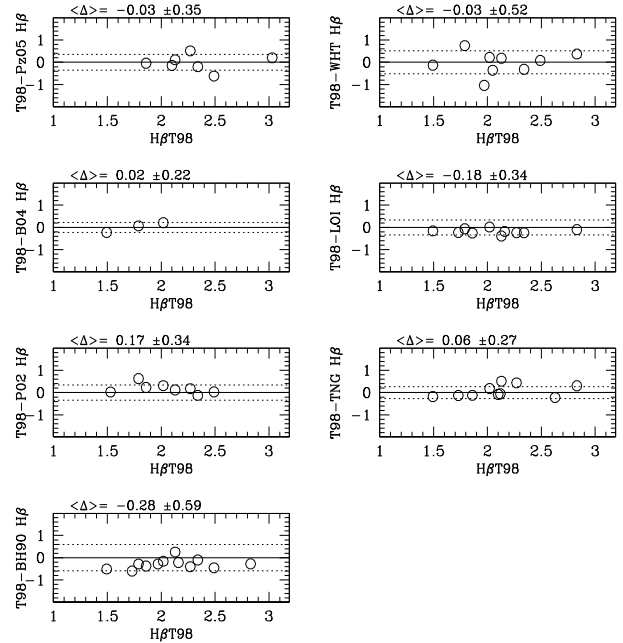 <Δ>= −0.03 ±0.35
T98−Pz05 Hβ
1
0
−1
1 1.5 2 2.5 3
HβT98
<Δ>= −0.03 ±0.52
T98−WHT Hβ
1
0
−1
1 1.5 2 2.5 3
HβT98
<Δ>= 0.02 ±0.22
T98−B04 Hβ
1
0
−1
1 1.5 2 2.5 3
HβT98
<Δ>= −0.18 ±0.34
T98−LOI Hβ
1
0
−1
1 1.5 2 2.5 3
HβT98
<Δ>= 0.17 ±0.34
T98−P02 Hβ
1
0
−1
1 1.5 2 2.5 3
HβT98
<Δ>= 0.06 ±0.27
T98−TNG Hβ
1
0
−1
1 1.5 2 2.5 3
HβT98
<Δ>= −0.28 ±0.59
T98−BH90 Hβ
1
0
−1
1 1.5 2 2.5 3
HβT98